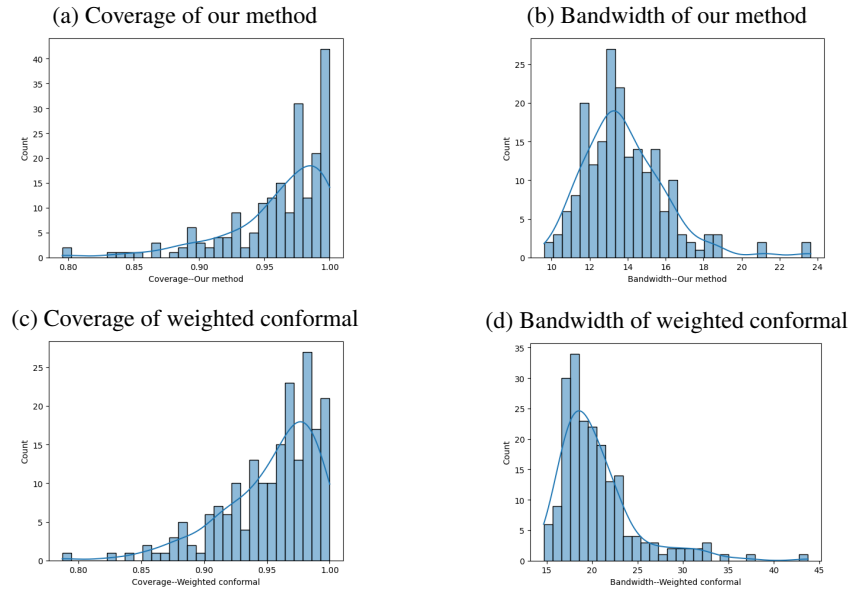 (a) Coverage of our method
(b) Bandwidth of our method
40
35
30
25
20
15
10
5
0
Count
0.80 0.85 0.90 0.95 1.00
Coverage--Our method
25
20
15
10
5
0
Count
10 12 14 16 18 20 22 24
Bandwidth--Our method
(c) Coverage of weighted conformal
(d) Bandwidth of weighted conformal
25
20
15
10
5
0
Count
0.80 0.85 0.90 0.95 1.00
Coverage--Weighted conformal
35
30
25
20
15
10
5
0
Count
15 20 25 30 35 40 45
Bandwidth--Weighted conformal